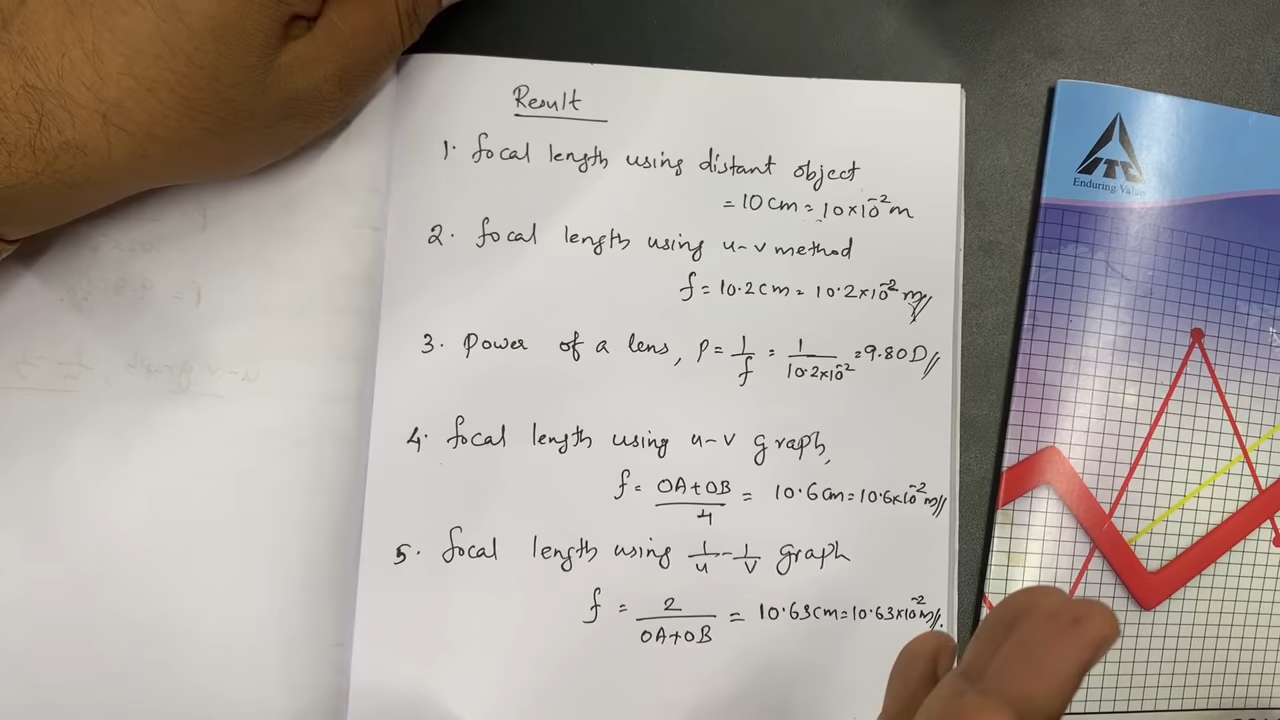 Result
1. focal length using distant object
= 10 cm = 10×10⁻² m
2. focal length using u-v method
f = 10.2 cm = 10.2×10⁻² m//
3. Power of a lens, P = 1/f = 1/10.2×10⁻² = 9.80D//
4. focal length using u-v graph,
f = OA+OB/4 = 10.6 cm = 10.6×10⁻² m//
5. focal length using 1/u - 1/v graph
f = 2/OA+OB = 10.63 cm = 10.63×10⁻² m//.
ITC
Enduring Value